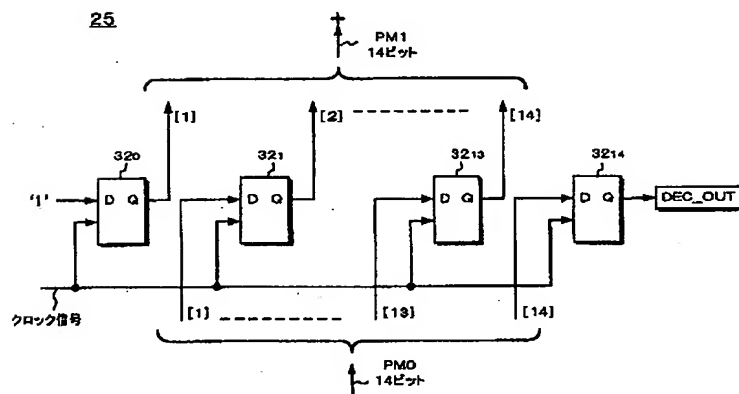 25
PM1
14ビット
[1]
[2]
[14]
320
321
3213
3214
'1'
D Q
D Q
D Q
D Q
DEC_OUT
クロック信号
[1]
[13]
[14]
PM0
14ビット